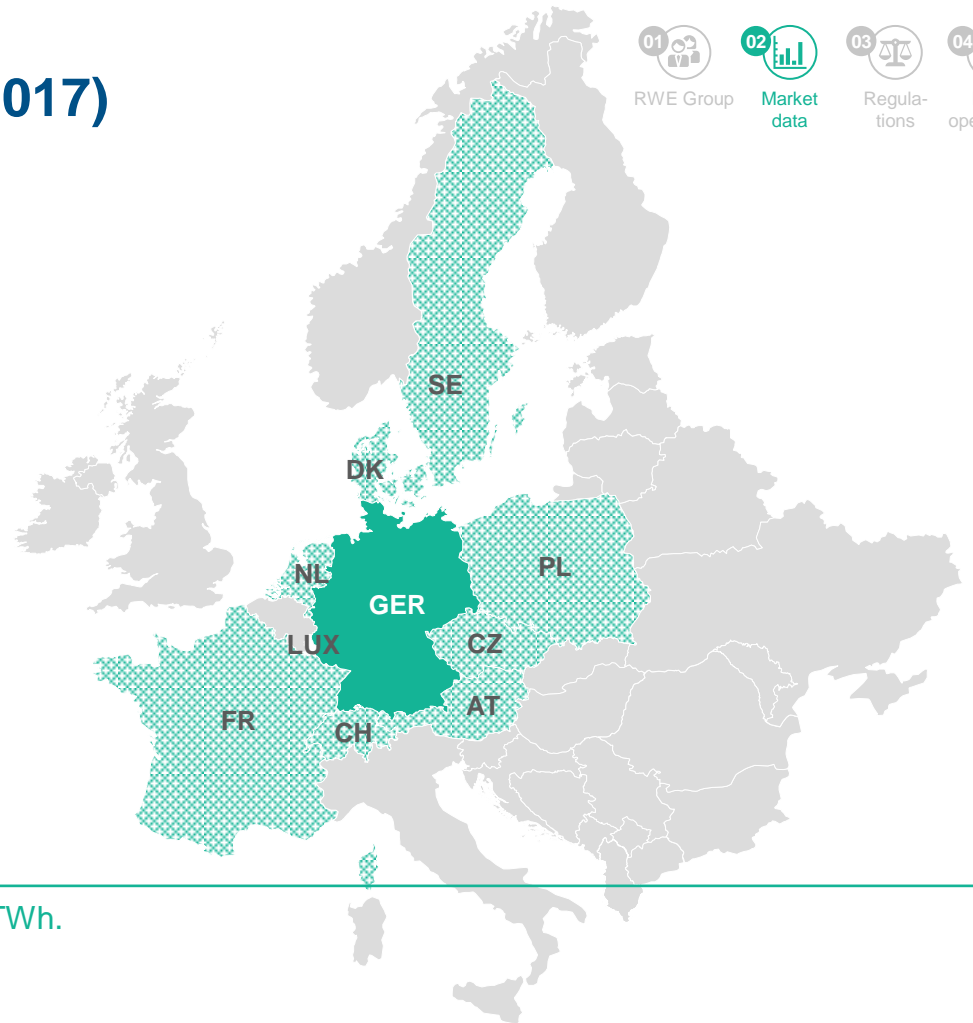 017)
01
02
03
04
RWE Group
Market
data
Regula-
tions
ope
SE
DK
NL
PL
GER
LUX
CZ
FR
AT
CH
TWh.